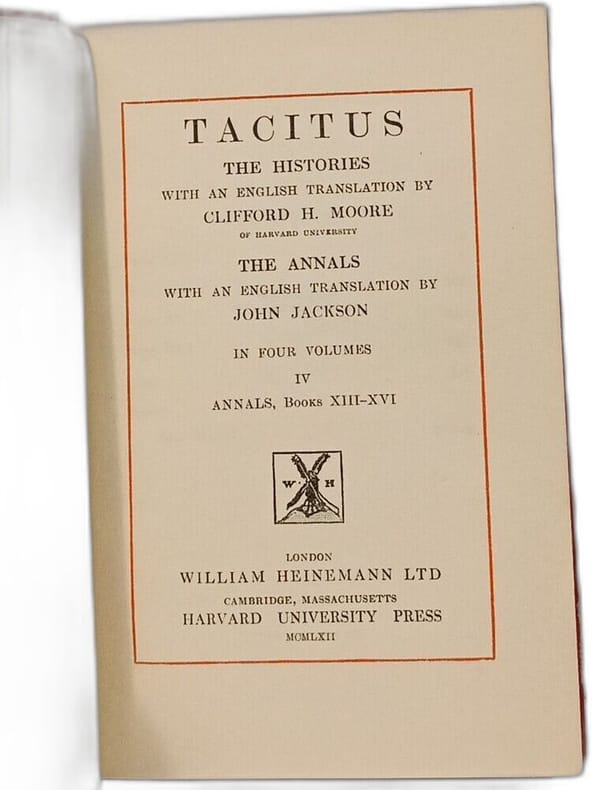 TACITUS
THE HISTORIES
WITH AN ENGLISH TRANSLATION BY
CLIFFORD H. MOORE
OF HARVARD UNIVERSITY
THE ANNALS
WITH AN ENGLISH TRANSLATION BY
JOHN JACKSON
IN FOUR VOLUMES
IV
ANNALS, Books XIII–XVI
W H
LONDON
WILLIAM HEINEMANN LTD
CAMBRIDGE, MASSACHUSETTS
HARVARD UNIVERSITY PRESS
MCMLXII